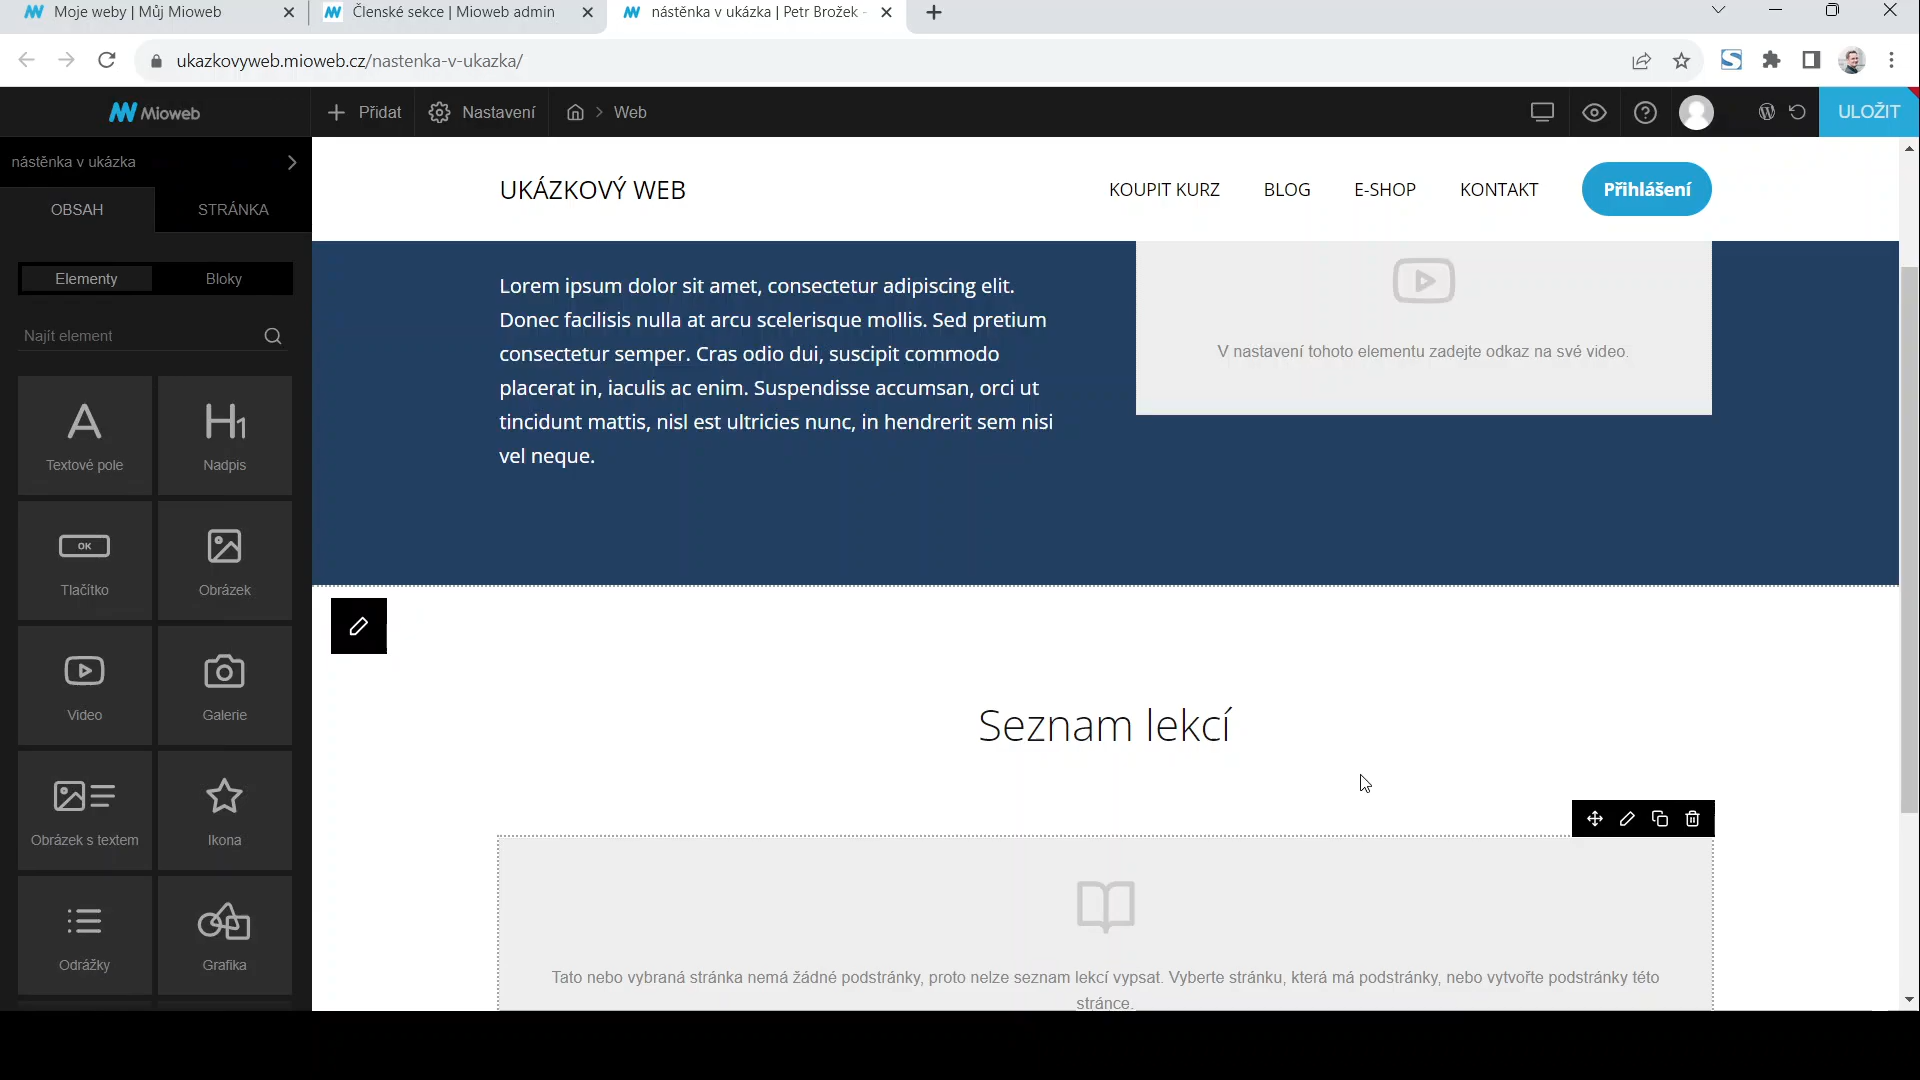 Moje weby | Můj Mioweb
Členské sekce | Mioweb admin
nástěnka v ukázka | Petr Brožek -
ukazkovyweb.mioweb.cz/nastenka-v-ukazka/
Mioweb
Přidat
Nastavení
Web
ULOŽIT
nástěnka v ukázka
OBSAH
STRÁNKA
Elementy
Bloky
Najít element
A
Textové pole
H1
Nadpis
OK
Tlačítko
Obrázek
Video
Galerie
Obrázek s textem
Ikona
Odrážky
Grafika
UKÁZKOVÝ WEB
KOUPIT KURZ
BLOG
E-SHOP
KONTAKT
Přihlášení
Lorem ipsum dolor sit amet, consectetur adipiscing elit.
Donec facilisis nulla at arcu scelerisque mollis. Sed pretium
consectetur semper. Cras odio dui, suscipit commodo
placerat in, iaculis ac enim. Suspendisse accumsan, orci ut
tincidunt mattis, nisl est ultricies nunc, in hendrerit sem nisi
vel neque.
V nastavení tohoto elementu zadejte odkaz na své video.
Seznam lekcí
Tato nebo vybraná stránka nemá žádné podstránky, proto nelze seznam lekcí vypsat. Vyberte stránku, která má podstránky, nebo vytvořte podstránky této
stránce.